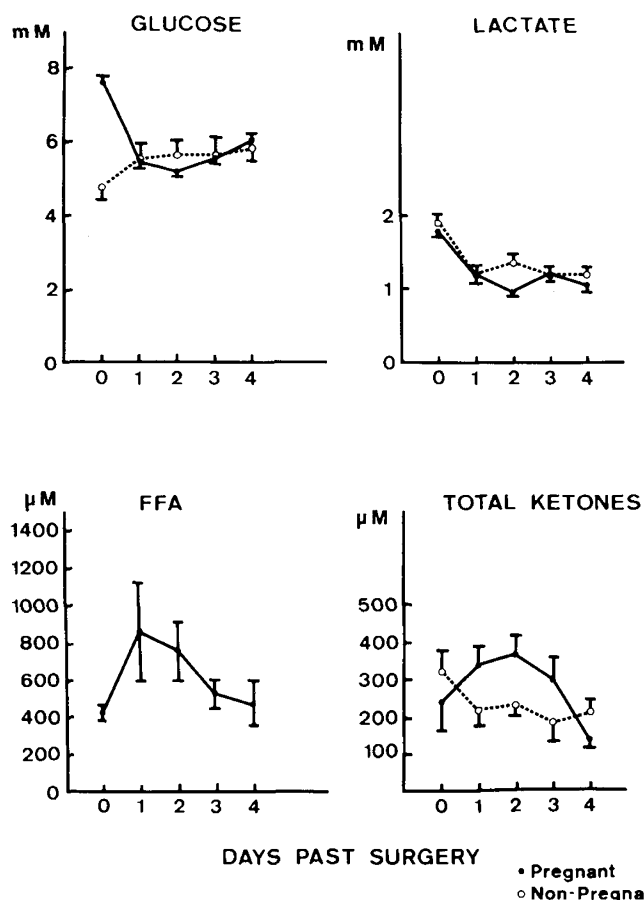 GLUCOSE
mM
8
6
4
2
0
0 1 2 3 4
LACTATE
mM
2
1
0
0 1 2 3 4
FFA
µM
1400
1200
1000
800
600
400
200
0
0 1 2 3 4
TOTAL KETONES
µM
500
400
300
200
100
0 1 2 3 4
DAYS PAST SURGERY
• Pregnant
○ Non-Pregna